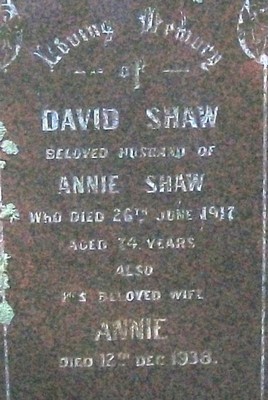 Loving Memory
of
DAVID SHAW
BELOVED HUSBAND OF
ANNIE SHAW
WHO DIED 26TH JUNE 1917
AGED 74 YEARS
ALSO
HIS BELOVED WIFE
ANNIE
DIED 12TH DEC 1938.